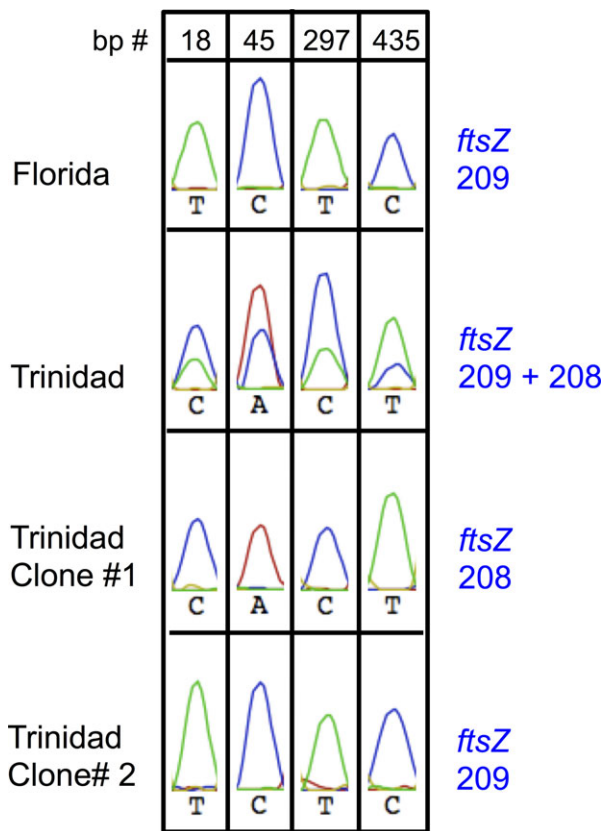 bp # 18 45 297 435
Florida
T C T C
ftsZ
209
Trinidad
C A C T
ftsZ
209 + 208
Trinidad
Clone #1
C A C T
ftsZ
208
Trinidad
Clone# 2
T C T C
ftsZ
209